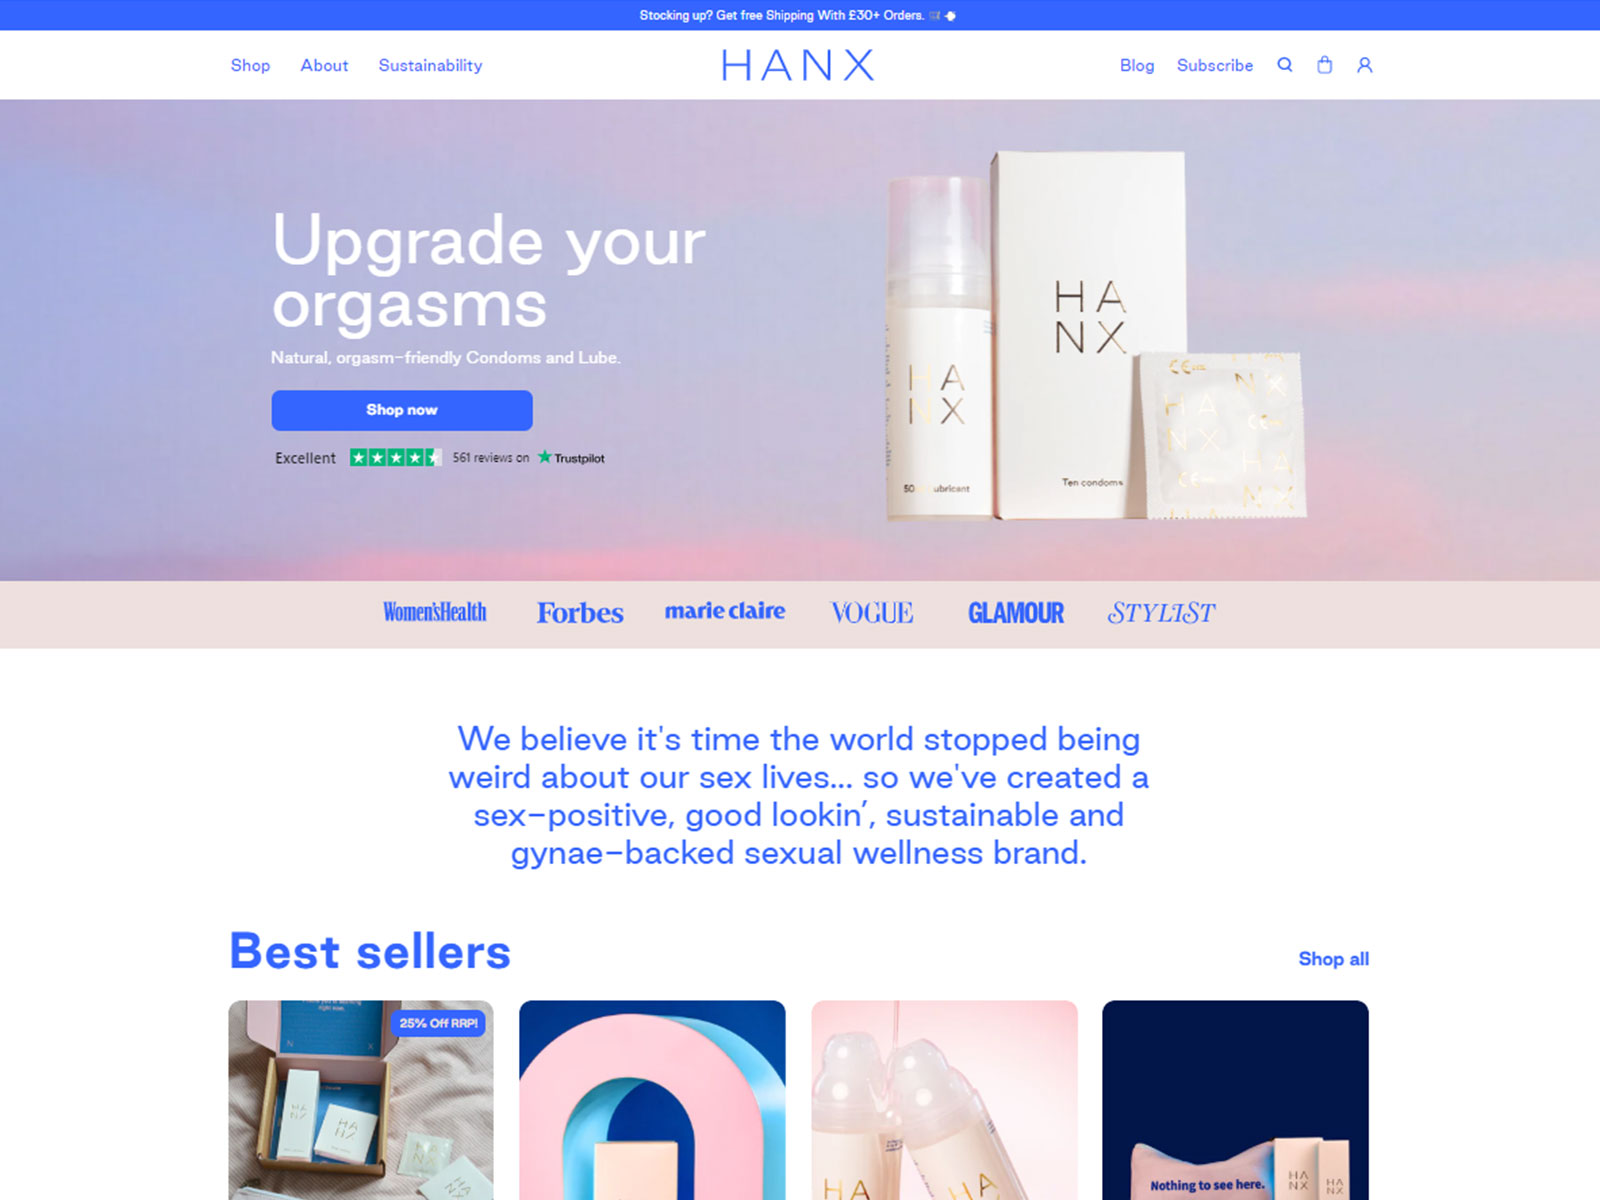 Stocking up? Get free Shipping With £30+ Orders.
Shop About Sustainability
HANX
Blog Subscribe
Upgrade your
orgasms
Natural, orgasm-friendly Condoms and Lube.
Shop now
Excellent 561 reviews on Trustpilot
HA
NX
50 lubricant
HA
NX
Ten condoms
Women'sHealth Forbes marie claire VOGUE GLAMOUR STYLIST
We believe it's time the world stopped being
weird about our sex lives... so we've created a
sex-positive, good lookin', sustainable and
gynae-backed sexual wellness brand.
Best sellers
Shop all
25% Off RRP!
HA
NX
HA
NX
Nothing to see here.
HA
NX
HA
NX